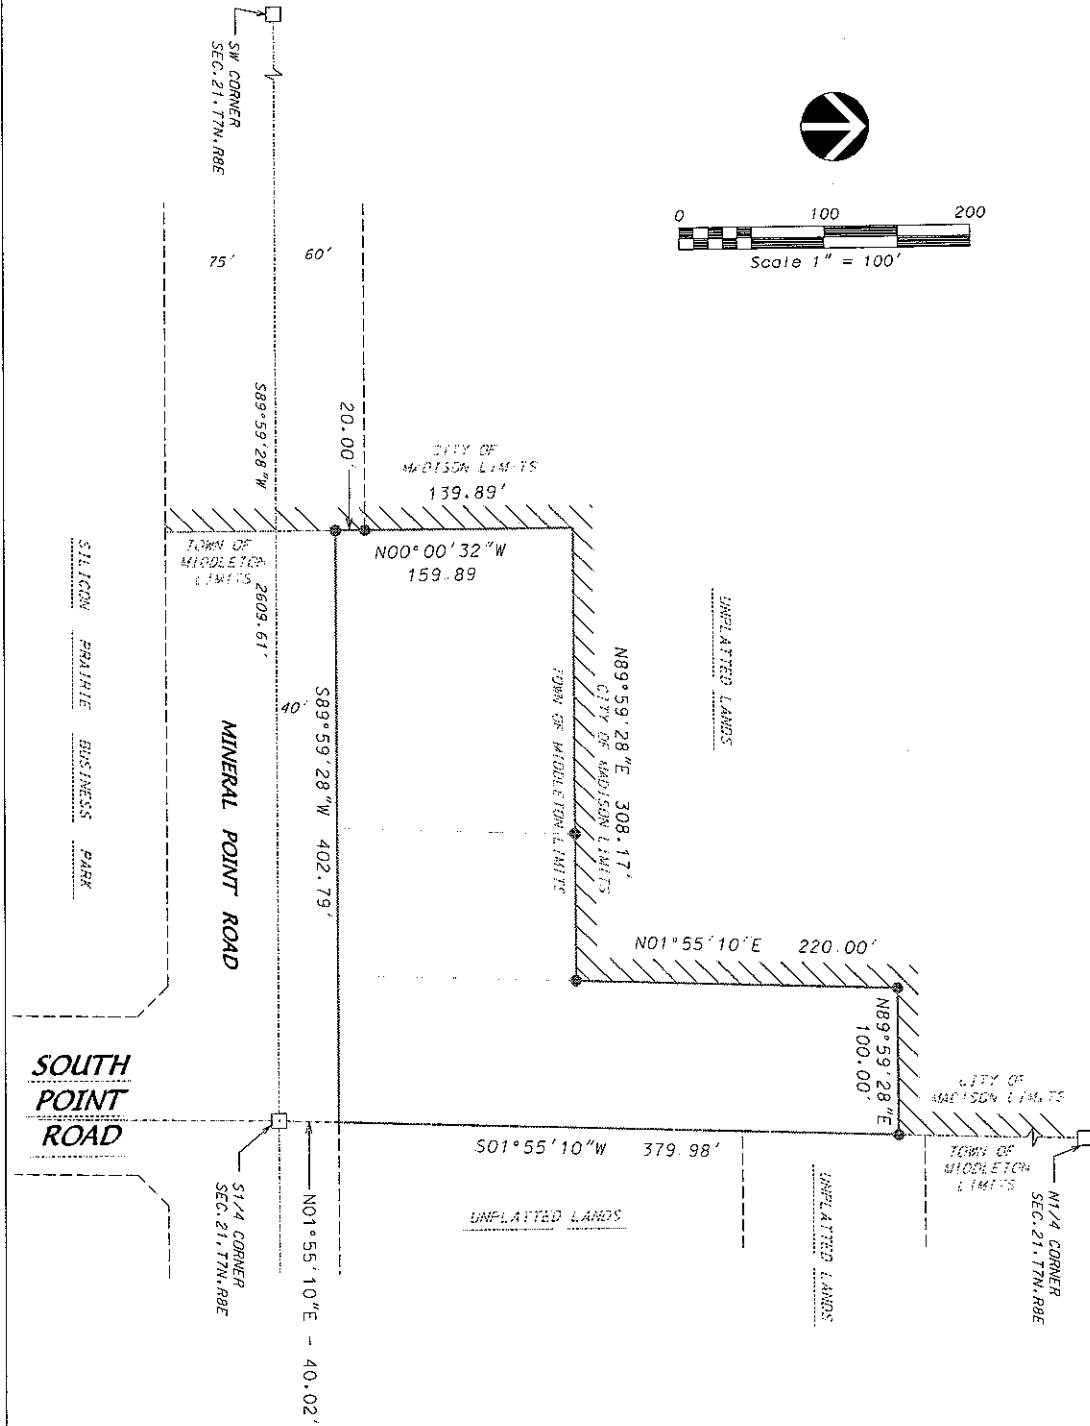 SW CORNER
SEC.21,T7N,R8E
0 100 200
Scale 1" = 100'
75'
60'
S89°59'28"W
2609.61'
20.00'
CITY OF
MADISON LIMITS
139.89'
N00°00'32"W
159.89
TOWN OF
MIDDLETON
LIMITS
SILICON PRAIRIE BUSINESS PARK
MINERAL POINT ROAD
40'
S89°59'28"W 402.79'
UNPLATTED LANDS
N89°59'28"E 308.17'
CITY OF MADISON LIMITS
TOWN OF MIDDLETON LIMITS
N01°55'10"E 220.00'
N89°59'28"E
100.00'
SOUTH
POINT
ROAD
CITY OF
MADISON LIMITS
TOWN OF
MIDDLETON
LIMITS
S01°55'10"W 379.98'
UNPLATTED LANDS
UNPLATTED LANDS
N1/4 CORNER
SEC.21,T7N,R8E
S1/4 CORNER
SEC.21,T7N,R8E
N01°55'10"E - 40.02'